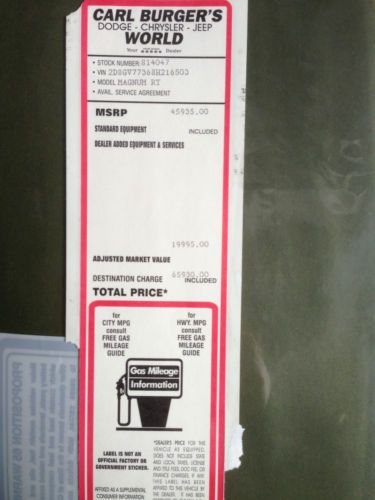 CARL BURGER'S
DODGE - CHRYSLER - JEEP
WORLD
Your ★★★★★ Dealer
• STOCK NUMBER: 814047
• VIN 2D8GV77368H216503
• MODEL MAGNUM RT
• AVAIL. SERVICE AGREEMENT
MSRP 45935.00
STANDARD EQUIPMENT INCLUDED
DEALER ADDED EQUIPMENT & SERVICES
19995.00
ADJUSTED MARKET VALUE
65930.00
DESTINATION CHARGE INCLUDED
TOTAL PRICE*
for
CITY MPG
consult
FREE GAS
MILEAGE
GUIDE
for
HWY. MPG
consult
FREE GAS
MILEAGE
GUIDE
Gas Mileage
Information
LABEL IS NOT AN
OFFICIAL FACTORY OR
GOVERNMENT STICKER.
AFFIXED AS A SUPPLEMENTAL
CONSUMER INFORMATION
*DEALER'S PRICE FOR THE
VEHICLE AS EQUIPPED,
DOES NOT INCLUDE STATE
AND LOCAL TAXES, LICENSE
AND TITLE FEES, DOC FEE, OR
FINANCE CHARGES, IF ANY
THIS LABEL HAS BEEN
AFFIXED TO THIS VEHICLE BY
THE DEALER. IT HAS BEEN
PROPOSITION 65